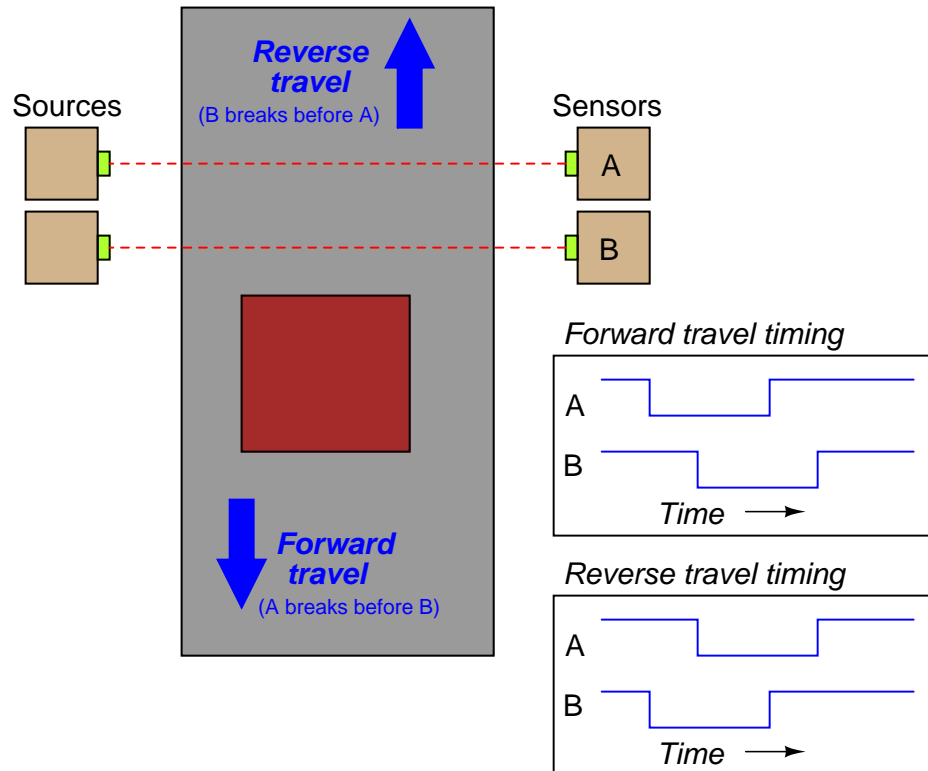 Reverse
travel
(B breaks before A)
Sources
Sensors
A
B
Forward travel timing
A
B
Time
Forward
travel
(A breaks before B)
Reverse travel timing
A
B
Time